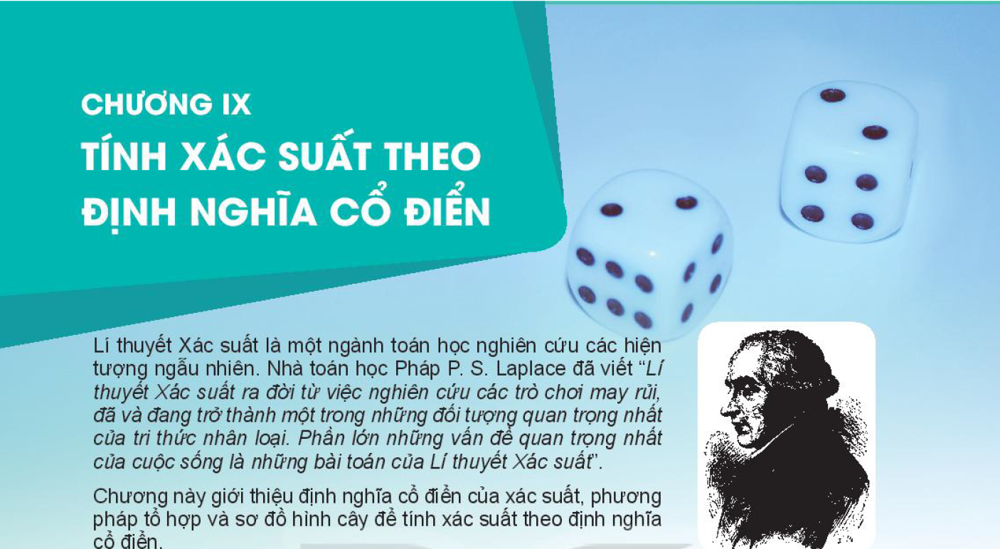 CHƯƠNG IX
TÍNH XÁC SUẤT THEO
ĐỊNH NGHĨA CỔ ĐIỂN
Lí thuyết Xác suất là một ngành toán học nghiên cứu các hiện
tượng ngẫu nhiên. Nhà toán học Pháp P. S. Laplace đã viết “Lí
thuyết Xác suất ra đời từ việc nghiên cứu các trò chơi may rủi,
đã và đang trở thành một trong những đối tượng quan trọng nhất
của tri thức nhân loại. Phần lớn những vấn đề quan trọng nhất
của cuộc sống là những bài toán của Lí thuyết Xác suất”.
Chương này giới thiệu định nghĩa cổ điển của xác suất, phương
pháp tổ hợp và sơ đồ hình cây để tính xác suất theo định nghĩa
cổ điển.